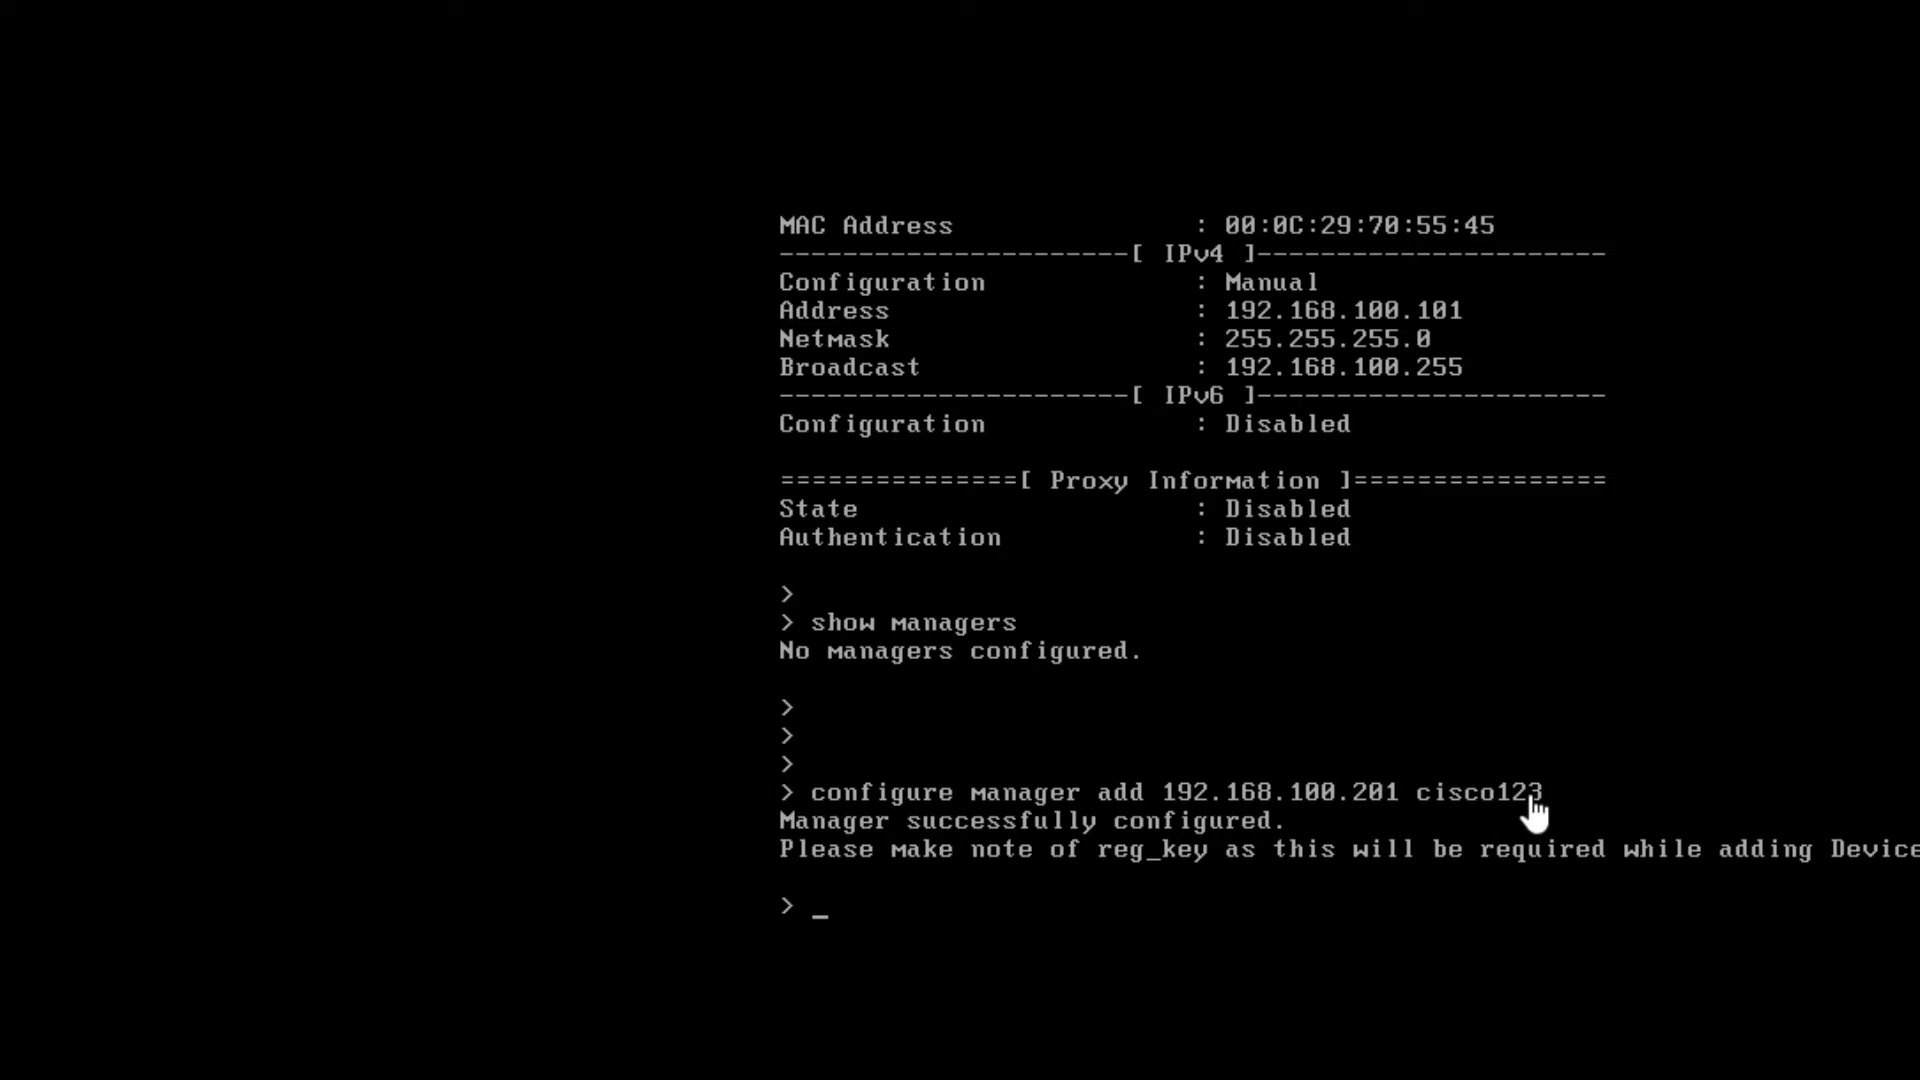 MAC Address : 00:0C:29:70:55:45
----------------------[ IPv4 ]----------------------
Configuration : Manual
Address : 192.168.100.101
Netmask : 255.255.255.0
Broadcast : 192.168.100.255
----------------------[ IPv6 ]----------------------
Configuration : Disabled
===============[ Proxy Information ]================
State : Disabled
Authentication : Disabled
>
> show managers
No managers configured.
>
>
>
> configure manager add 192.168.100.201 cisco123
Manager successfully configured.
Please make note of reg_key as this will be required while adding Device
> _